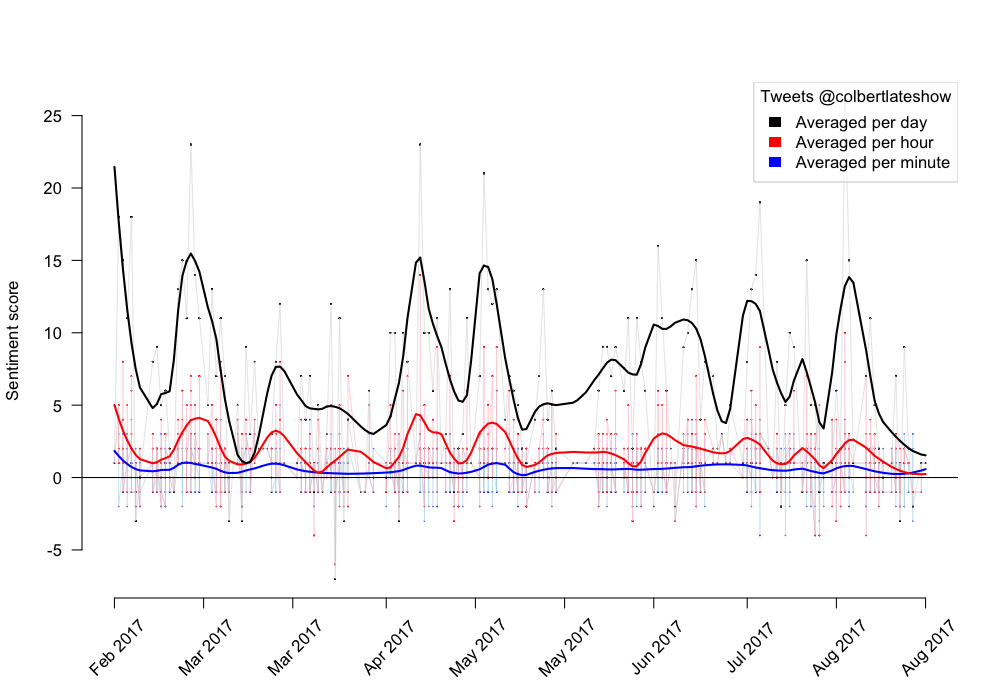 Tweets @colbertlateshow
Averaged per day
Averaged per hour
Averaged per minute
Sentiment score
25
20
15
10
5
0
-5
Feb 2017
Mar 2017
Mar 2017
Apr 2017
May 2017
May 2017
Jun 2017
Jul 2017
Aug 2017
Aug 2017